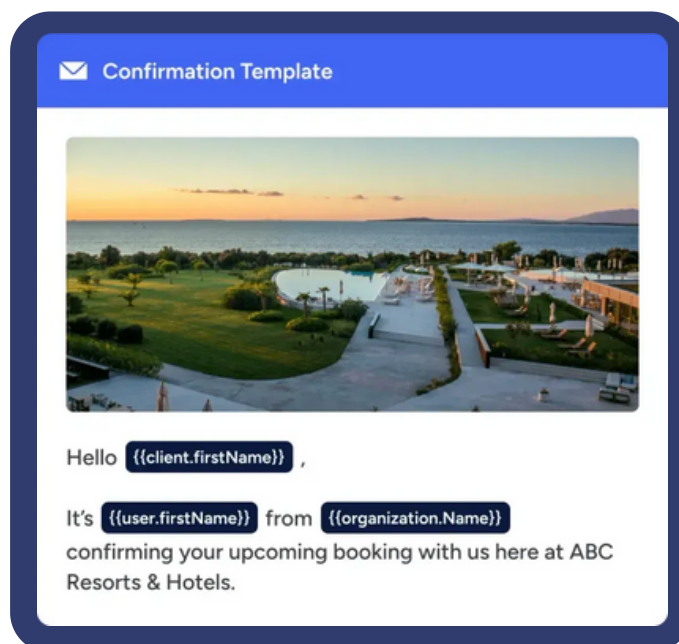 Confirmation Template
Hello {{client.firstName}} ,
It's {{user.firstName}} from {{organization.Name}}
confirming your upcoming booking with us here at ABC
Resorts & Hotels.